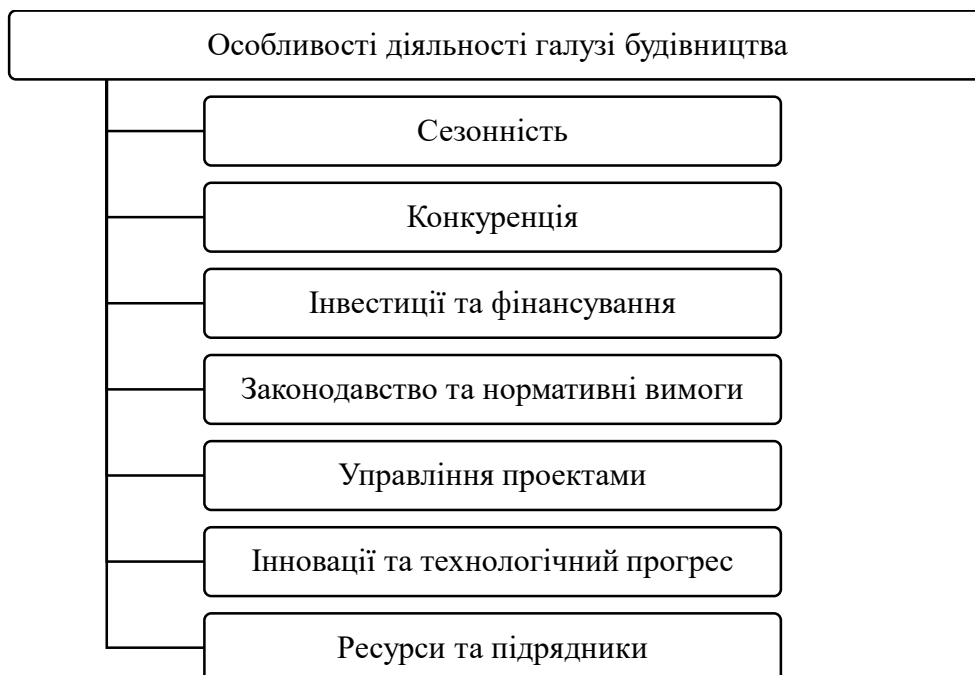 Особливості діяльності галузі будівництва
Сезонність
Конкуренція
Інвестиції та фінансування
Законодавство та нормативні вимоги
Управління проектами
Інновації та технологічний прогрес
Ресурси та підрядники